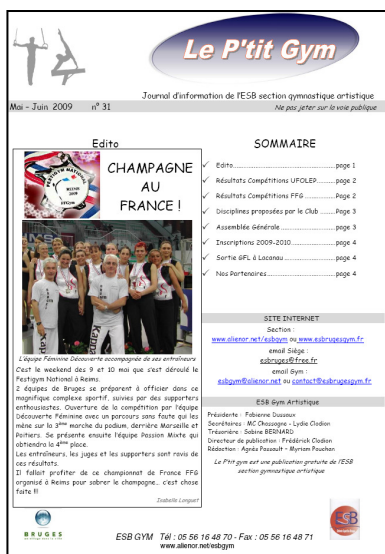 Le P'tit Gym
Journal d'information de l'ESB section gymnastique artistique
Mai – Juin 2009 n° 31 Ne pas jeter sur la voie publique
Edito
CHAMPAGNE
AU
FRANCE !
L'équipe Féminine Découverte accompagnée de ses entraîneurs
C'est le weekend des 9 et 10 mai que s'est déroulé le
Festigym National à Reims.
2 équipes de Bruges se préparent à officier dans ce
magnifique complexe sportif, suivies par des supporters
enthousiastes. Ouverture de la compétition par l'équipe
Découverte Féminine avec un parcours sans faute qui les
mène sur la 3ème marche du podium, derrière Marseille et
Poitiers. Se présente ensuite l'équipe Passion Mixte qui
obtiendra la 4ème place.
Les entraîneurs, les juges et les supporters sont ravis de
ces résultats.
Il fallait profiter de ce championnat de France FFG
organisé à Reims pour sabrer le champagne, c'est chose
faite !!!
Isabelle Longuet
SOMMAIRE
✓ Edito.....page 1
✓ Résultats Compétitions UFOLEP.....page 2
✓ Résultats Compétitions FFG.....page 2
✓ Disciplines proposées par le Club.....page 3
✓ Assemblée Générale.....page 3
✓ Inscriptions 2009-2010.....page 4
✓ Sortie GFL à Lacanau.....page 4
✓ Nos Partenaires.....page 4
SITE INTERNET
Section :
www.alienor.net/esbgym ou www.esbrugesgym.fr
email Siège :
esbruges@free.fr
email Gym :
esbgym@alienor.net ou contact@esbrugesgym.fr
ESB Gym Artistique
Présidente : Fabienne Dussaux
Secrétaires : MC Chassagne - Lydie Clodion
Trésorière : Sabine BERNARD
Directeur de publication : Frédérick Clodion
Rédaction : Agnès Passault – Myriam Pouchan
Le P'tit gym est une publication gratuite de l'ESB
section gymnastique artistique
BRUGES
ESB
ESB GYM Tél : 05 56 16 48 70 - Fax : 05 56 16 48 71
www.alienor.net/esbgym